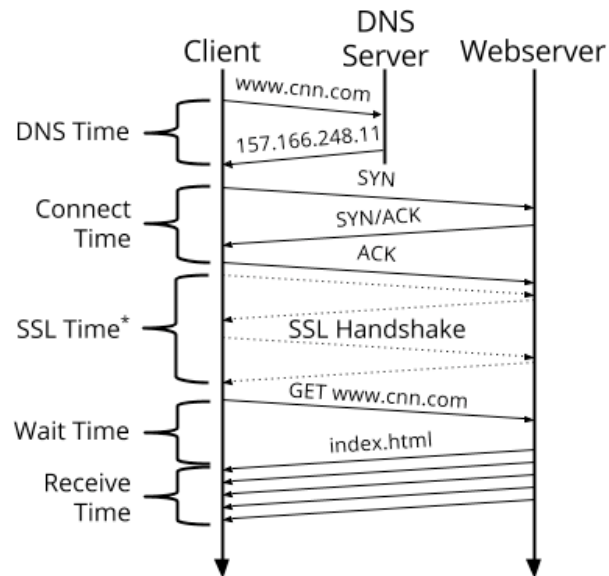 Client
DNS
Server
Webserver
www.cnn.com
DNS Time
157.166.248.11
SYN
Connect
Time
SYN/ACK
ACK
SSL Time*
SSL Handshake
GET www.cnn.com
Wait Time
index.html
Receive
Time